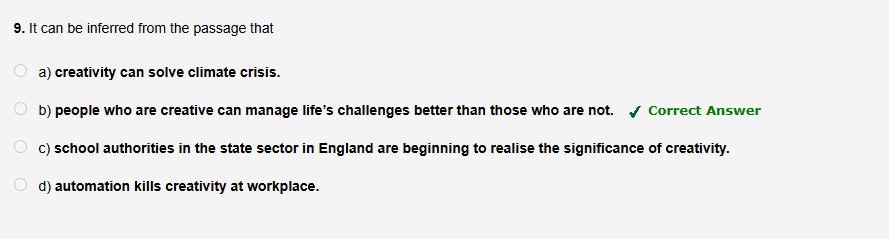 9. It can be inferred from the passage that
a) creativity can solve climate crisis.
b) people who are creative can manage life's challenges better than those who are not. ✓ Correct Answer
c) school authorities in the state sector in England are beginning to realise the significance of creativity.
d) automation kills creativity at workplace.